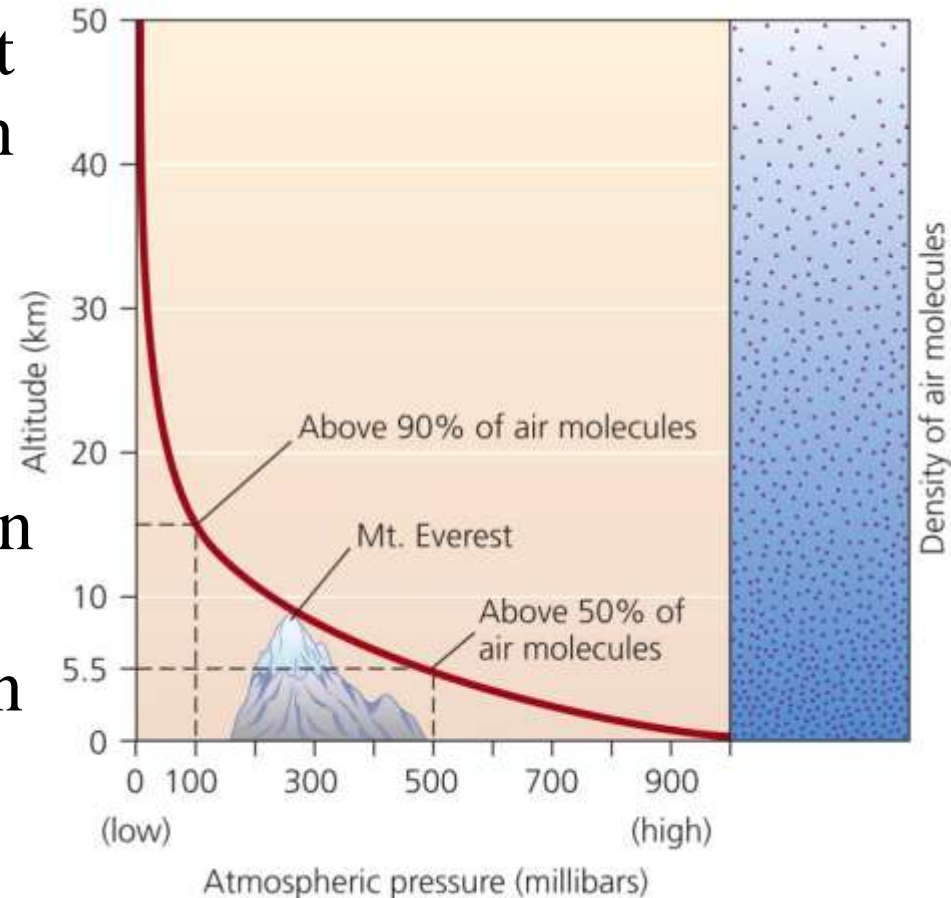 t
n
n
n
50
40
30
20
10
5.5
0
Altitude (km)
Above 90% of air molecules
Mt. Everest
Above 50% of
air molecules
0 100 300 500 700 900
(low) (high)
Atmospheric pressure (millibars)
Density of air molecules